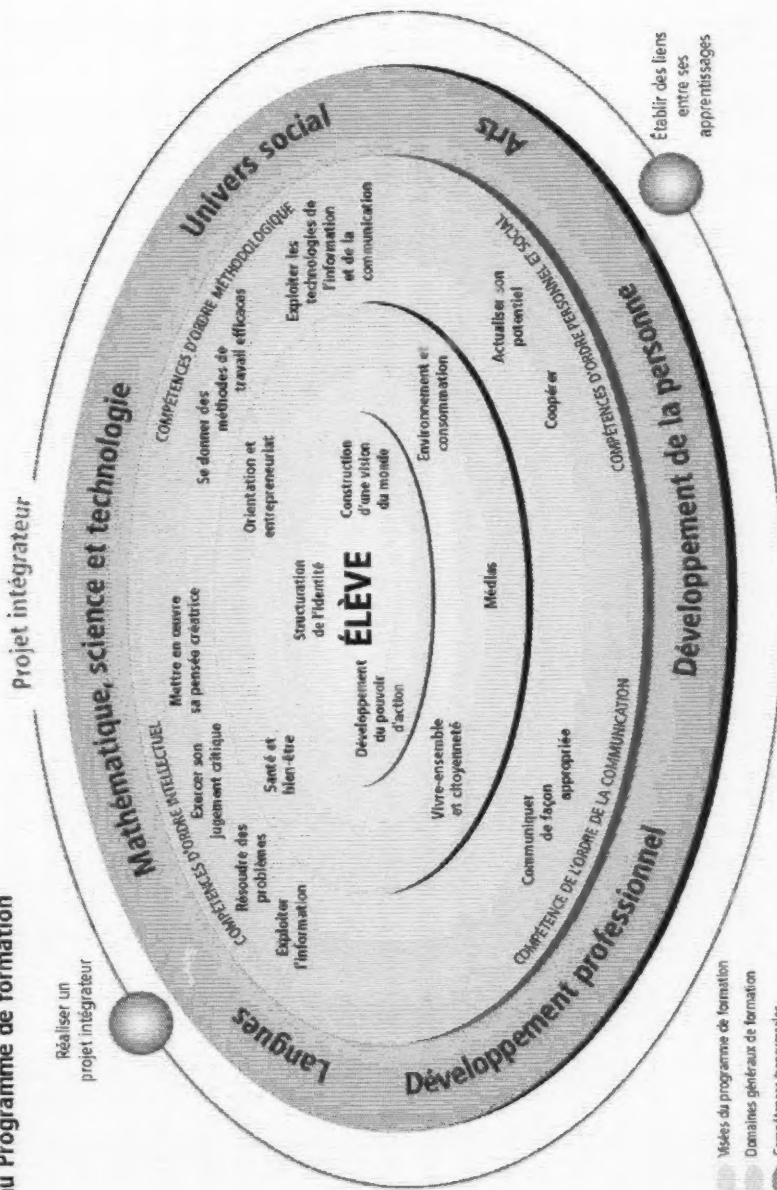 au Programme de formation
Projet intégrateur
Réaliser un
projet intégrateur
Établir des liens
entre ses
apprentissages
Mathématique, science et technologie
Univers social
Arts
Développement de la personne
Développement professionnel
Langues
COMPÉTENCES D'ORDRE INTELLECTUEL
Exploiter
l'information
Résoudre des
problèmes
Exercer son
jugement critique
Mettre en œuvre
sa pensée créatrice
COMPÉTENCES D'ORDRE MÉTHODOLOGIQUE
Se donner des
méthodes de
travail efficaces
Exploiter les
technologies de
l'information
et de la
communication
COMPÉTENCES D'ORDRE PERSONNEL ET SOCIAL
Actualiser son
potentiel
Coopérer
COMPÉTENCE DE L'ORDRE DE LA COMMUNICATION
Communiquer
de façon
appropriée
Santé et
bien-être
Orientation et
entrepreneuriat
Environnement et
consommation
Médias
Vivre-ensemble
et citoyenneté
Structuration
de l'identité
ÉLÈVE
Construction
d'une vision
du monde
Développement
du pouvoir
d'action
Visées du programme de formation
Domaines généraux de formation